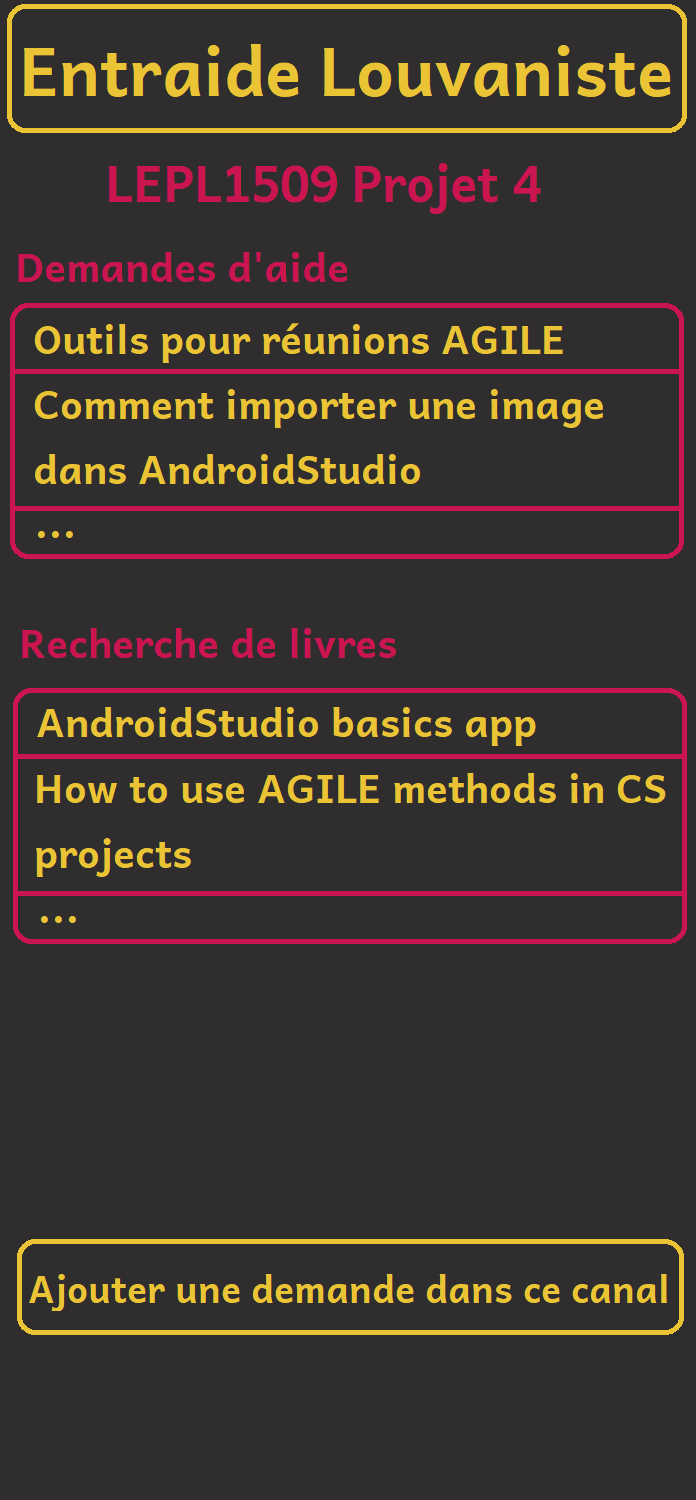 Entraide Louvaniste
LEPL1509 Projet 4
Demandes d'aide
Outils pour réunions AGILE
Comment importer une image
dans AndroidStudio
...
Recherche de livres
AndroidStudio basics app
How to use AGILE methods in CS
projects
...
Ajouter une demande dans ce canal